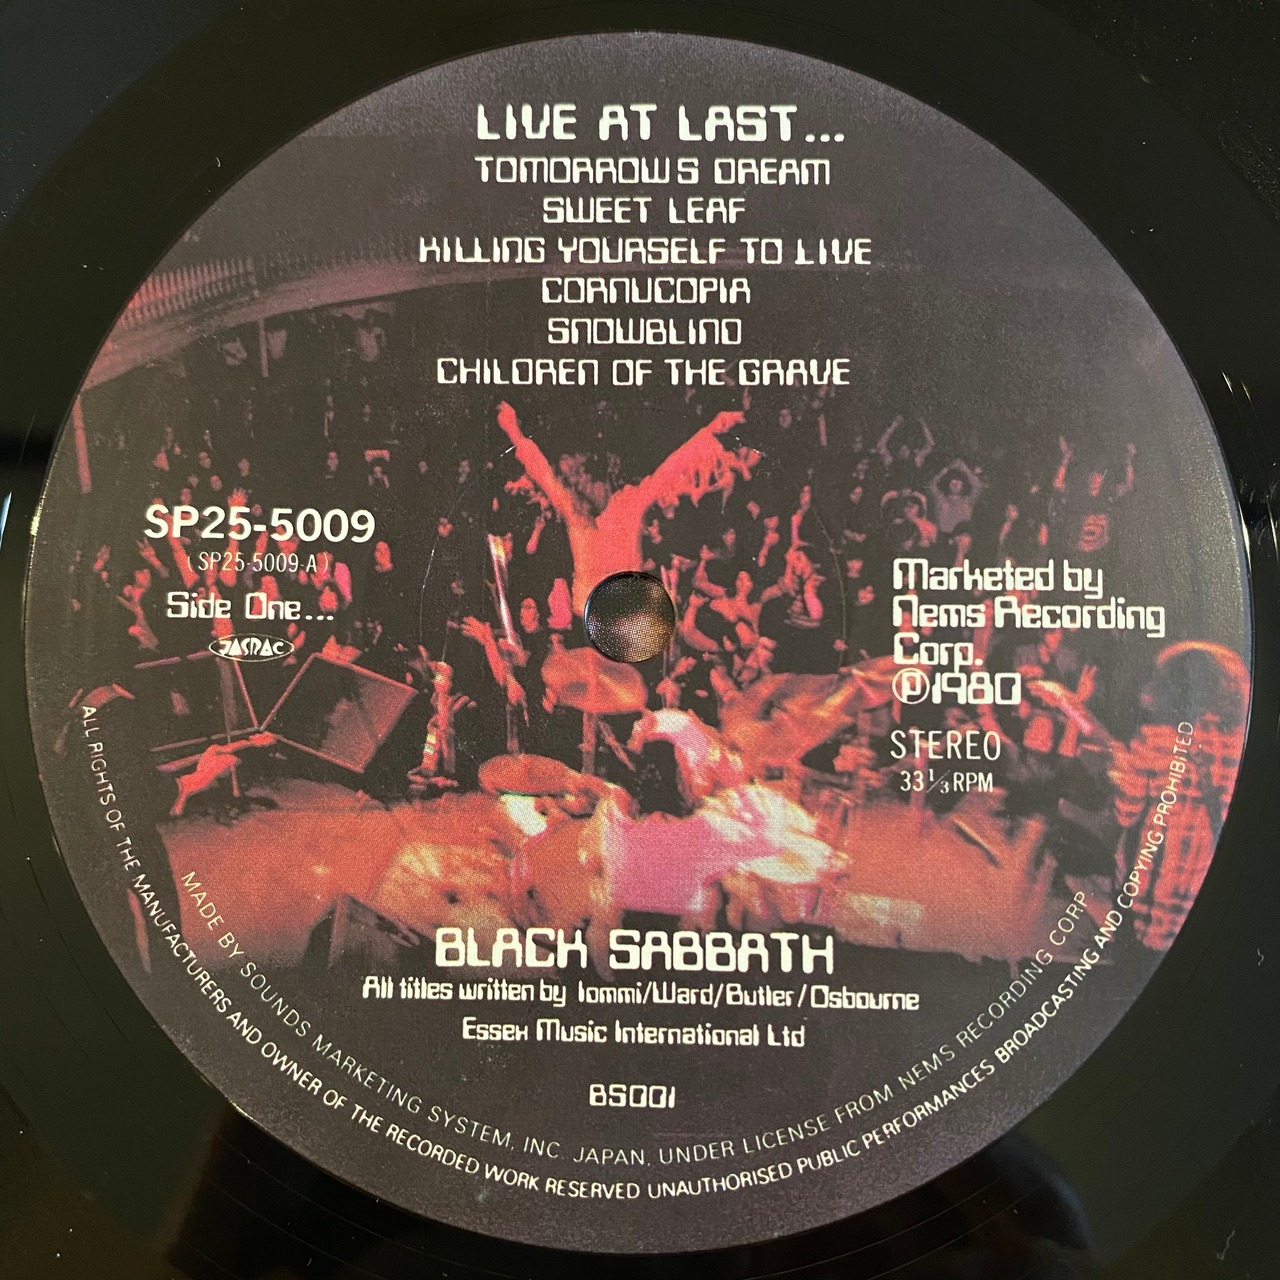 LIVE AT LAST...
TOMORROWS DREAM
SWEET LEAF
KILLING YOURSELF TO LIVE
CORNUCOPIA
SNOWBLIND
CHILDREN OF THE GRAVE
SP25-5009
(SP25-5009-A)
Side One...
JASRAC
Marketed by
Nems Recording
Corp.
Ⓟ1980
STEREO
33 1/3 RPM
BLACK SABBATH
All titles written by Iommi/Ward/Butler/Osbourne
Essex Music International Ltd
BS001
MADE BY SOUNDS MARKETING SYSTEM, INC. JAPAN, UNDER LICENSE FROM NEMS RECORDING CORP
ALL RIGHTS OF THE MANUFACTURERS AND OWNER OF THE RECORDED WORK RESERVED UNAUTHORISED PUBLIC PERFORMANCES BROADCASTING AND COPYING PROHIBITED